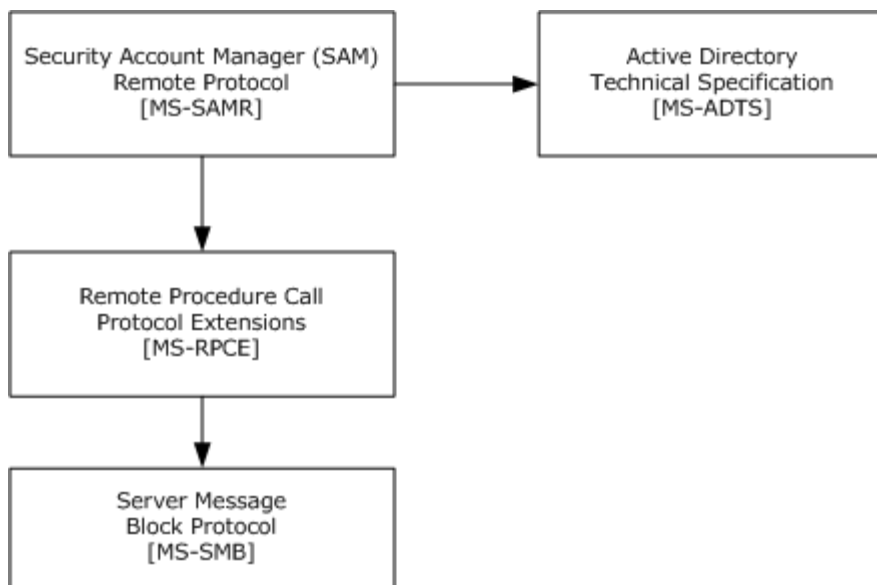 Security Account Manager (SAM)
Remote Protocol
[MS-SAMR]
Active Directory
Technical Specification
[MS-ADTS]
Remote Procedure Call
Protocol Extensions
[MS-RPCE]
Server Message
Block Protocol
[MS-SMB]